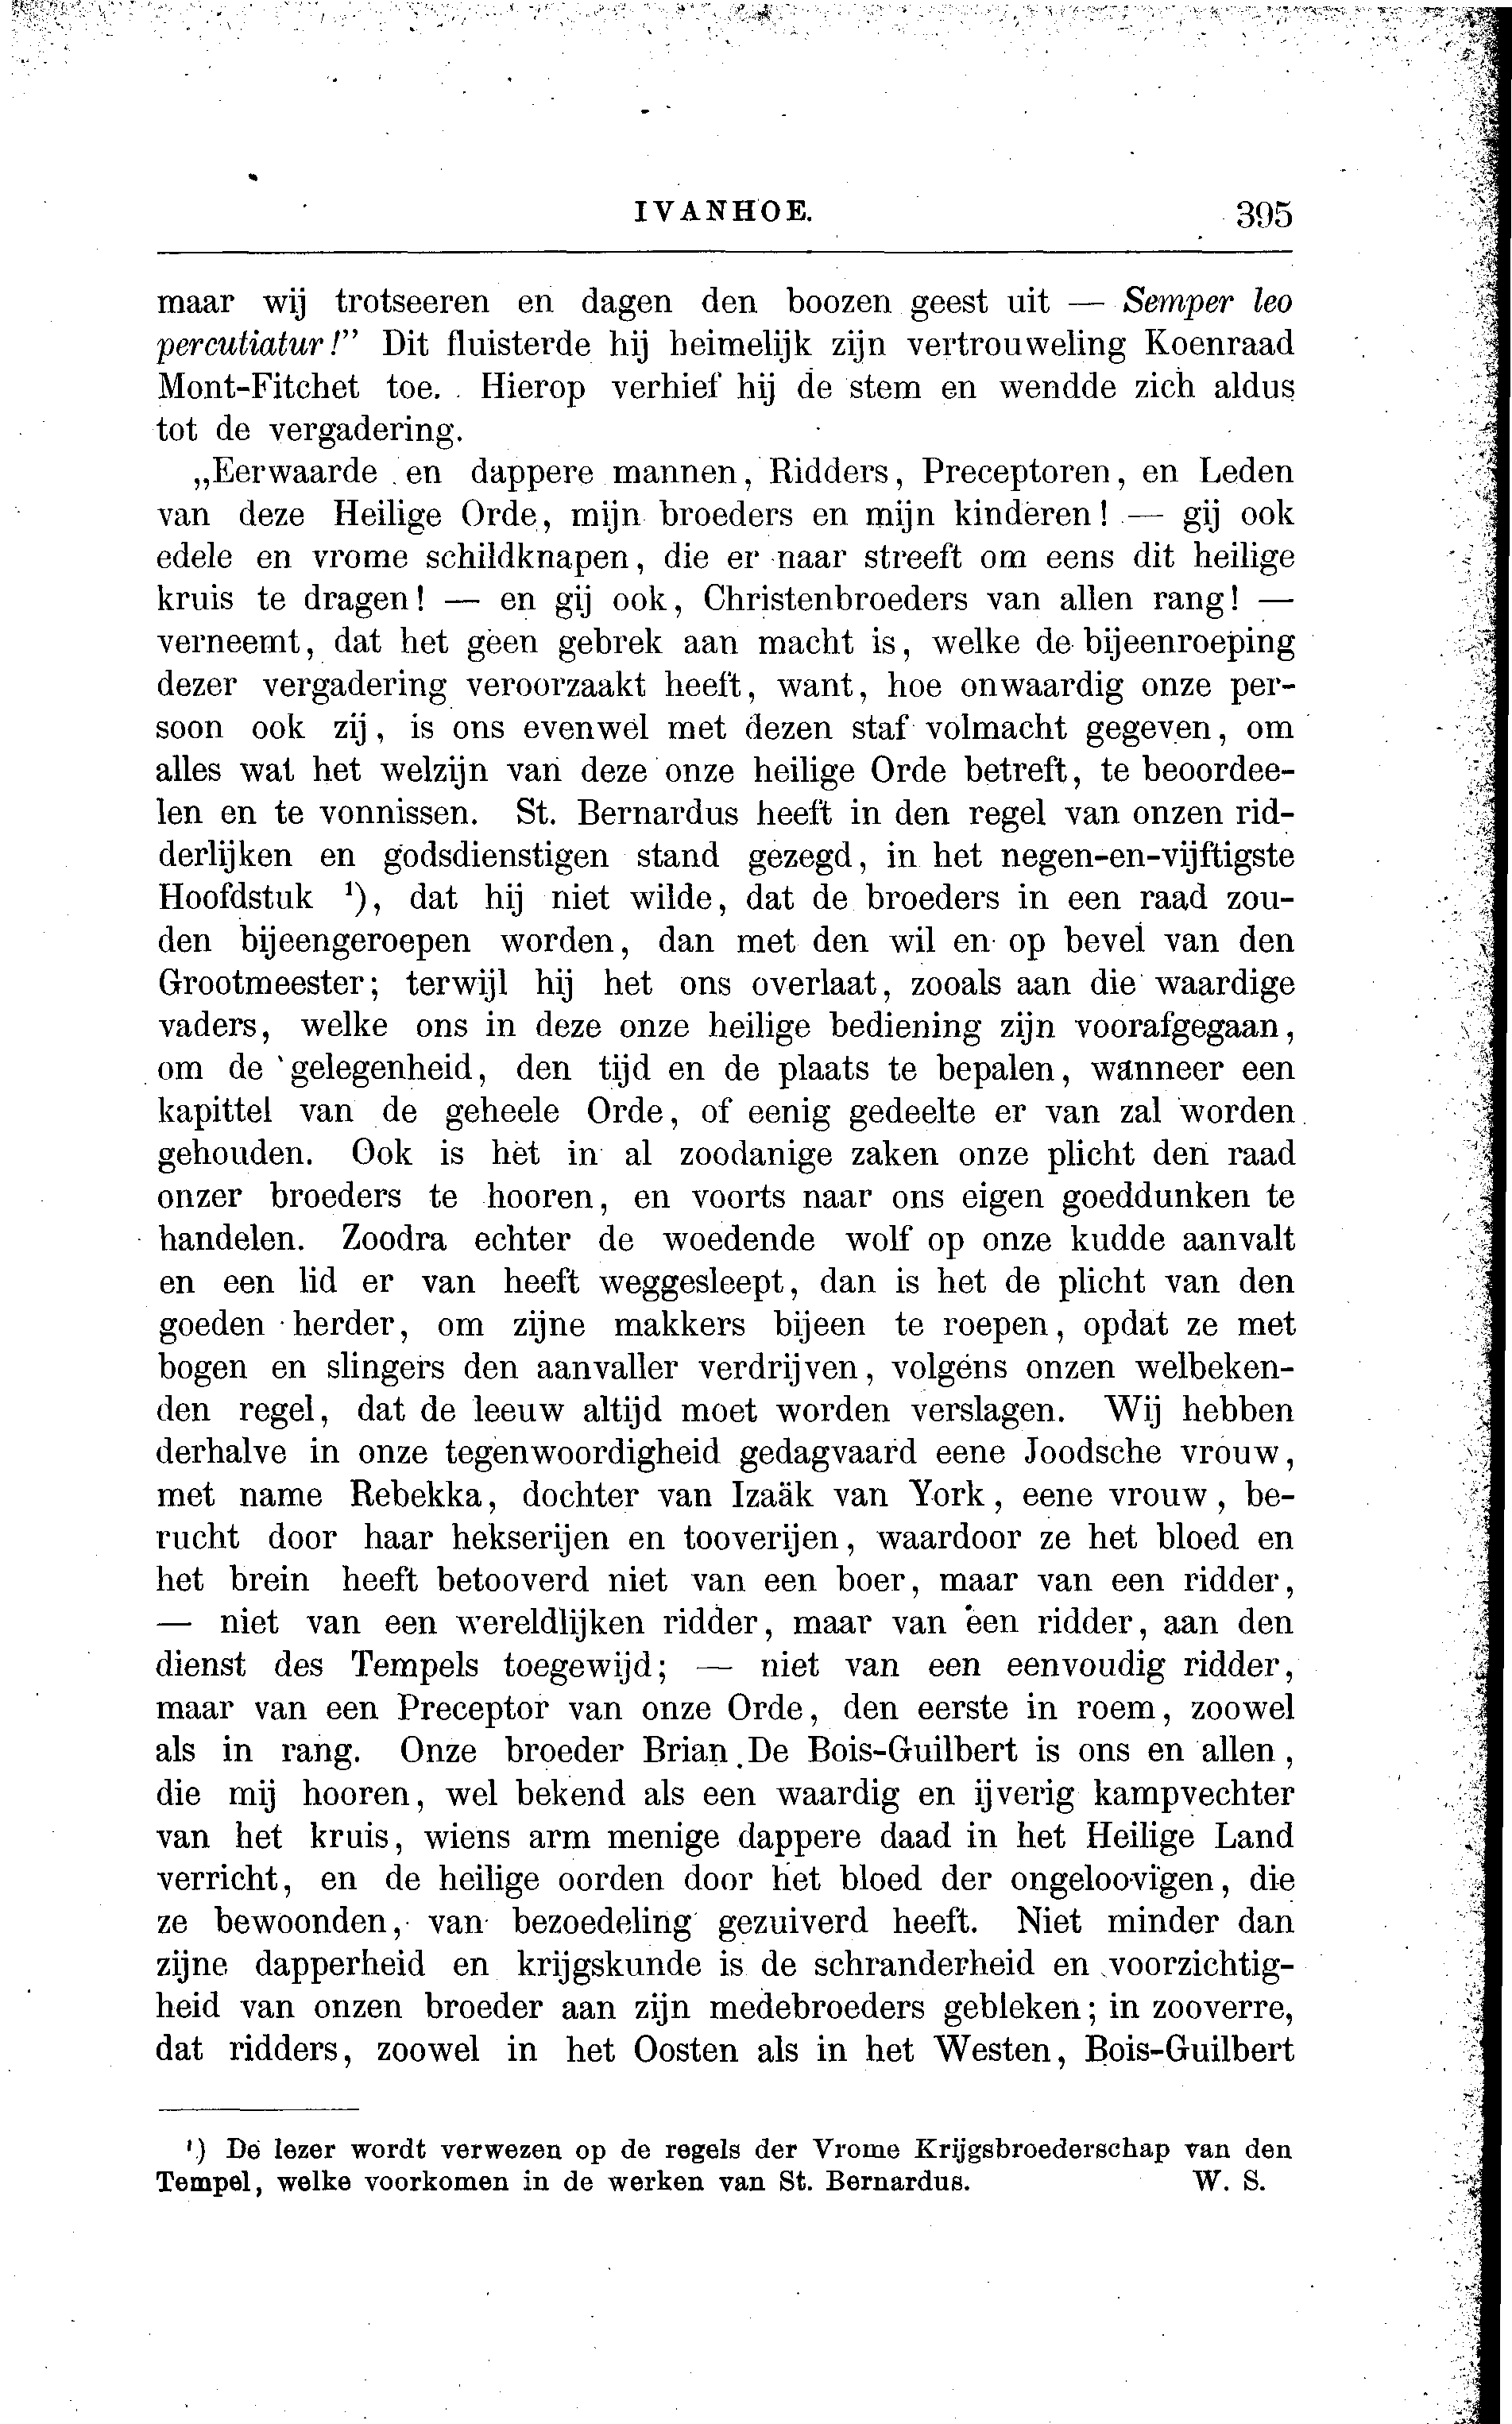 IVANHOE. 395
maar wij trotseeren en dagen den boozen geest uit — Semper leo
percutiatur!” Dit fluisterde hij heimelijk zijn vertrouweling Koenraad
Mont-Fitchet toe. Hierop verhief hij de stem en wendde zich aldus
tot de vergadering.
„Eerwaarde en dappere mannen, Ridders, Preceptoren, en Leden
van deze Heilige Orde, mijn broeders en mijn kinderen! — gij ook
edele en vrome schildknapen, die er naar streeft om eens dit heilige
kruis te dragen! — en gij ook, Christenbroeders van allen rang! —
verneemt, dat het geen gebrek aan macht is, welke de bijeenroeping
dezer vergadering veroorzaakt heeft, want, hoe onwaardig onze per-
soon ook zij, is ons evenwel met dezen staf volmacht gegeven, om
alles wat het welzijn van deze onze heilige Orde betreft, te beoordee-
len en te vonnissen. St. Bernardus heeft in den regel van onzen rid-
derlijken en godsdienstigen stand gezegd, in het negen-en-vijftigste
Hoofdstuk ¹), dat hij niet wilde, dat de broeders in een raad zou-
den bijeengeroepen worden, dan met den wil en op bevel van den
Grootmeester; terwijl hij het ons overlaat, zooals aan die waardige
vaders, welke ons in deze onze heilige bediening zijn voorafgegaan,
om de gelegenheid, den tijd en de plaats te bepalen, wanneer een
kapittel van de geheele Orde, of eenig gedeelte er van zal worden
gehouden. Ook is het in al zoodanige zaken onze plicht den raad
onzer broeders te hooren, en voorts naar ons eigen goeddunken te
handelen. Zoodra echter de woedende wolf op onze kudde aanvalt
en een lid er van heeft weggesleept, dan is het de plicht van den
goeden herder, om zijne makkers bijeen te roepen, opdat ze met
bogen en slingers den aanvaller verdrijven, volgens onzen welbeken-
den regel, dat de leeuw altijd moet worden verslagen. Wij hebben
derhalve in onze tegenwoordigheid gedagvaard eene Joodsche vrouw,
met name Rebekka, dochter van Izaäk van York, eene vrouw, be-
rucht door haar hekserijen en tooverijen, waardoor ze het bloed en
het brein heeft betooverd niet van een boer, maar van een ridder,
— niet van een wereldlijken ridder, maar van een ridder, aan den
dienst des Tempels toegewijd; — niet van een eenvoudig ridder,
maar van een Preceptor van onze Orde, den eerste in roem, zoowel
als in rang. Onze broeder Brian De Bois-Guilbert is ons en allen,
die mij hooren, wel bekend als een waardig en ijverig kampvechter
van het kruis, wiens arm menige dappere daad in het Heilige Land
verricht, en de heilige oorden door het bloed der ongeloovigen, die
ze bewoonden, van bezoedeling gezuiverd heeft. Niet minder dan
zijne dapperheid en krijgskunde is de schranderheid en voorzichtig-
heid van onzen broeder aan zijn medebroeders gebleken; in zooverre,
dat ridders, zoowel in het Oosten als in het Westen, Bois-Guilbert
¹) De lezer wordt verwezen op de regels der Vrome Krijgsbroederschap van den
Tempel, welke voorkomen in de werken van St. Bernardus. W. S.